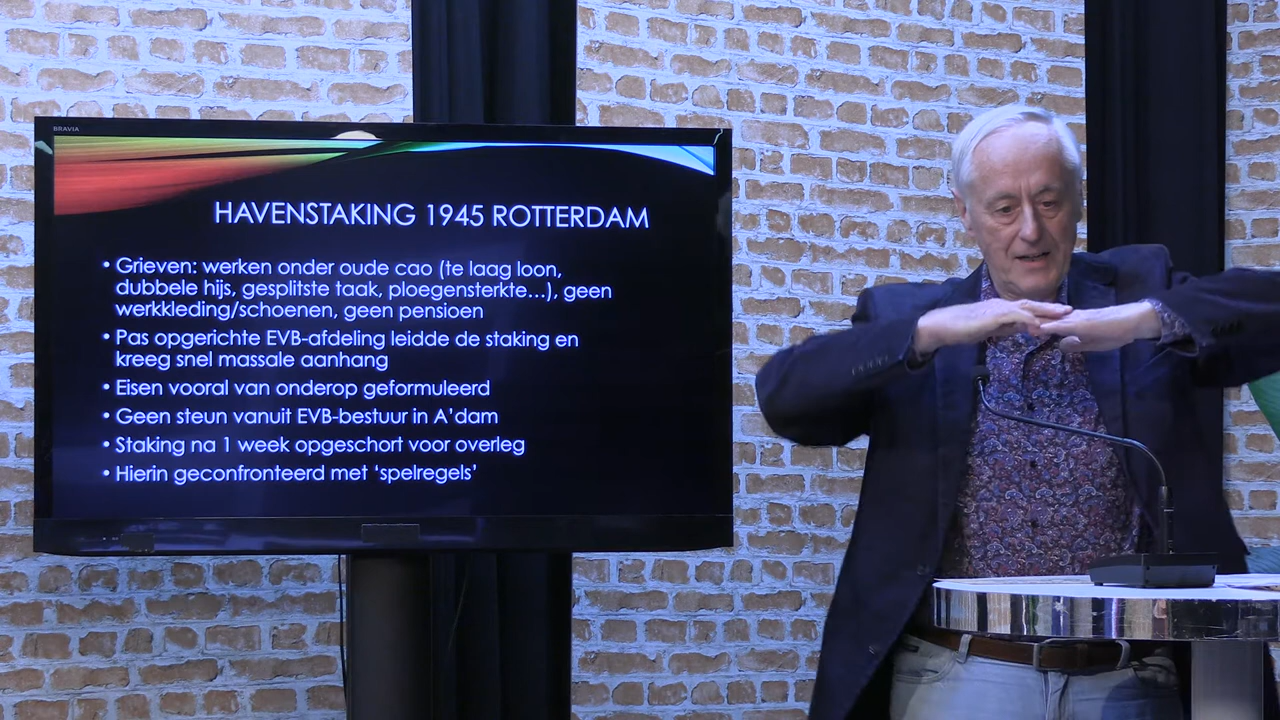 BRAVIA
HAVENSTAKING 1945 ROTTERDAM
• Grieven: werken onder oude cao (te laag loon,
dubbele hijs, gesplitste taak, ploegensterkte...), geen
werkkleding/schoenen, geen pensioen
• Pas opgerichte EVB-afdeling leidde de staking en
kreeg snel massale aanhang
• Eisen vooral van onderop geformuleerd
• Geen steun vanuit EVB-bestuur in A'dam
• Staking na 1 week opgeschort voor overleg
• Hierin geconfronteerd met ‘spelregels’